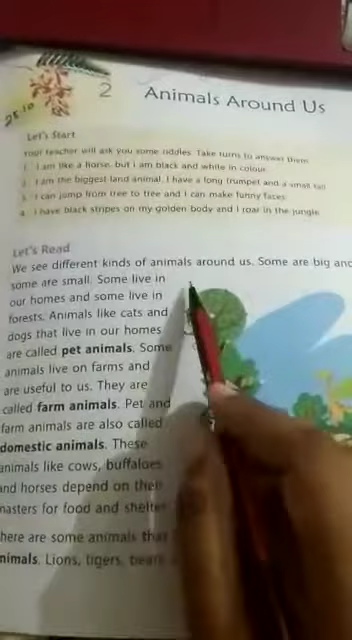 25.10
2 Animals Around Us
Let's Start
Your teacher will ask you some riddles. Take turns to answer them.
1. I am like a horse, but I am black and white in colour.
2. I am the biggest land animal. I have a long trumpet and a small tail.
3. I can jump from tree to tree and I can make funny faces.
4. I have black stripes on my golden body and I roar in the jungle.
Let's Read
We see different kinds of animals around us. Some are big and
some are small. Some live in
our homes and some live in
forests. Animals like cats and
dogs that live in our homes
are called pet animals. Some
animals live on farms and
are useful to us. They are
called farm animals. Pet and
farm animals are also called
domestic animals. These
animals like cows, buffaloes
and horses depend on their
masters for food and shelter
here are some animals that
nimals. Lions, tigers, bears